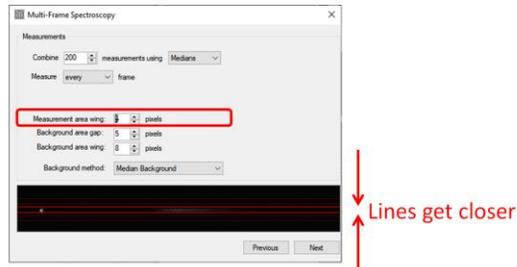 Multi-Frame Spectroscopy
Measurements
Combine 200 measurements using Medians
Measure every frame
Measurement area wing: pixels
Background area gap: 5 pixels
Background area wing: 8 pixels
Background method: Median Background
Lines get closer
Previous Next